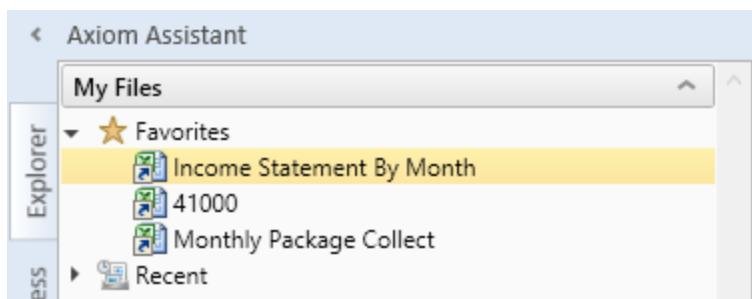 Axiom Assistant
My Files
Explorer
Favorites
Income Statement By Month
41000
Monthly Package Collect
Recent